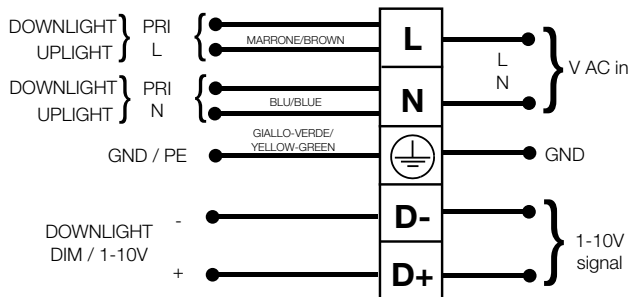 DOWNLIGHT } PRI {
UPLIGHT L
MARRONE/BROWN
L
L
N
} V AC in
DOWNLIGHT } PRI {
UPLIGHT N
BLU/BLUE
N
GIALLO-VERDE/
YELLOW-GREEN
GND / PE
GND
DOWNLIGHT
DIM / 1-10V
-
+
D-
D+
} 1-10V
signal